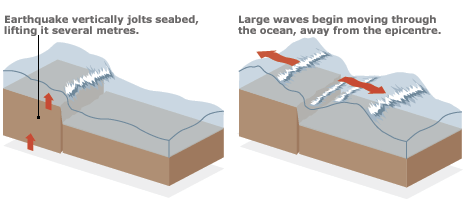 Earthquake vertically jolts seabed,
lifting it several metres.
Large waves begin moving through
the ocean, away from the epicentre.